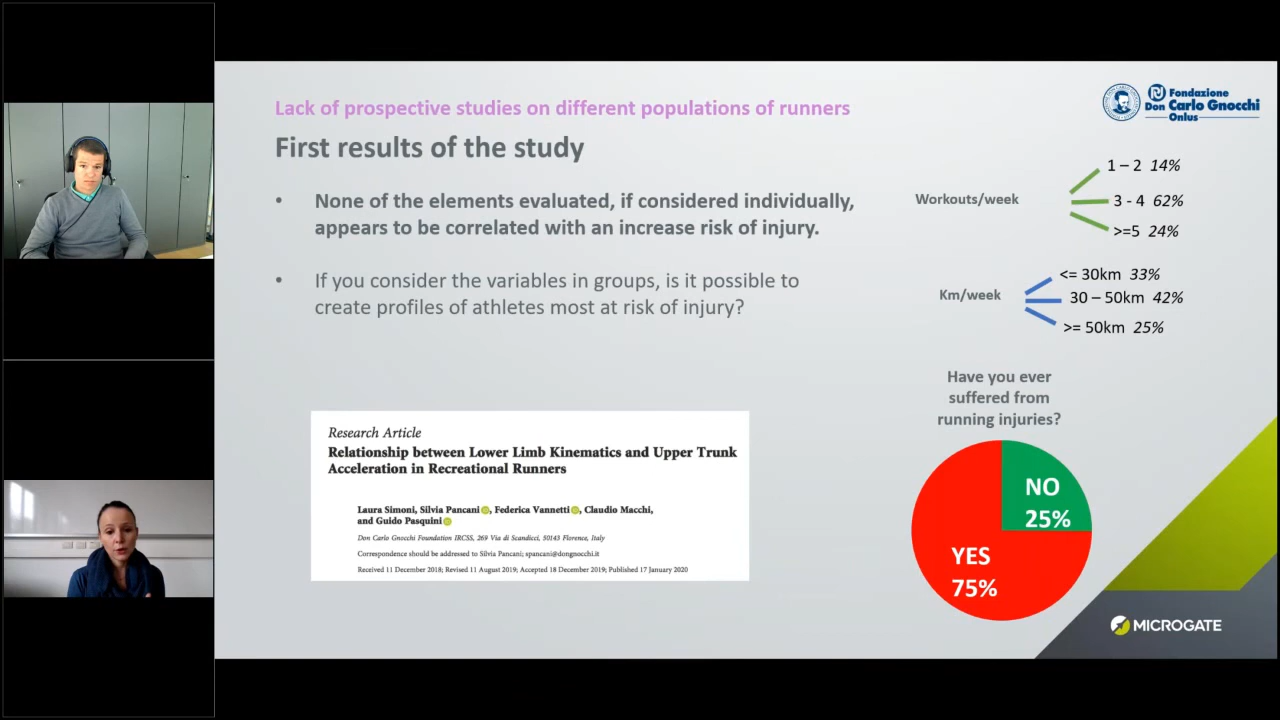 Lack of prospective studies on different populations of runners
First results of the study
• None of the elements evaluated, if considered individually,
appears to be correlated with an increase risk of injury.
• If you consider the variables in groups, is it possible to
create profiles of athletes most at risk of injury?
Research Article
Relationship between Lower Limb Kinematics and Upper Trunk
Acceleration in Recreational Runners
Laura Simoni, Silvia Pancani, Federica Vannetti, Claudio Macchi,
and Guido Pasquini
Don Carlo Gnocchi Foundation IRCSS, 269 Via di Scandicci, 50143 Florence, Italy
Correspondence should be addressed to Silvia Pancani; spancani@dongnocchi.it
Received 11 December 2018; Revised 11 August 2019; Accepted 18 December 2019; Published 17 January 2020
Fondazione
Don Carlo Gnocchi
Onlus
Workouts/week
1 – 2 14%
3 - 4 62%
>=5 24%
Km/week
<= 30km 33%
30 – 50km 42%
>= 50km 25%
Have you ever
suffered from
running injuries?
NO
25%
YES
75%
MICROGATE